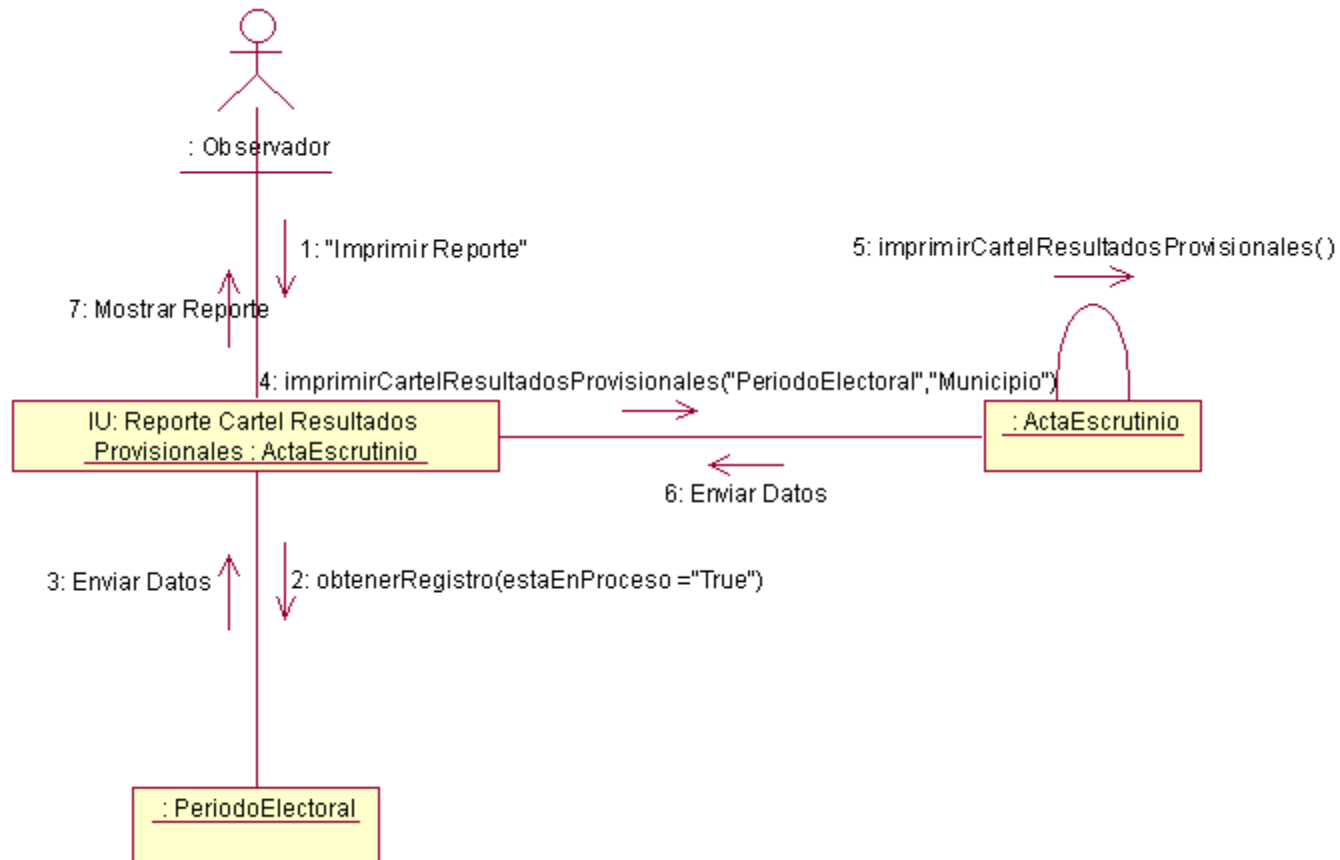 : Observador
1: "Imprimir Reporte"
5: imprimirCartelResultadosProvisionales()
7: Mostrar Reporte
4: imprimirCartelResultadosProvisionales("PeriodoElectoral","Municipio")
IU: Reporte Cartel Resultados
Provisionales : ActaEscrutinio
: ActaEscrutinio
6: Enviar Datos
3: Enviar Datos
2: obtenerRegistro(estaEnProceso ="True")
: PeriodoElectoral